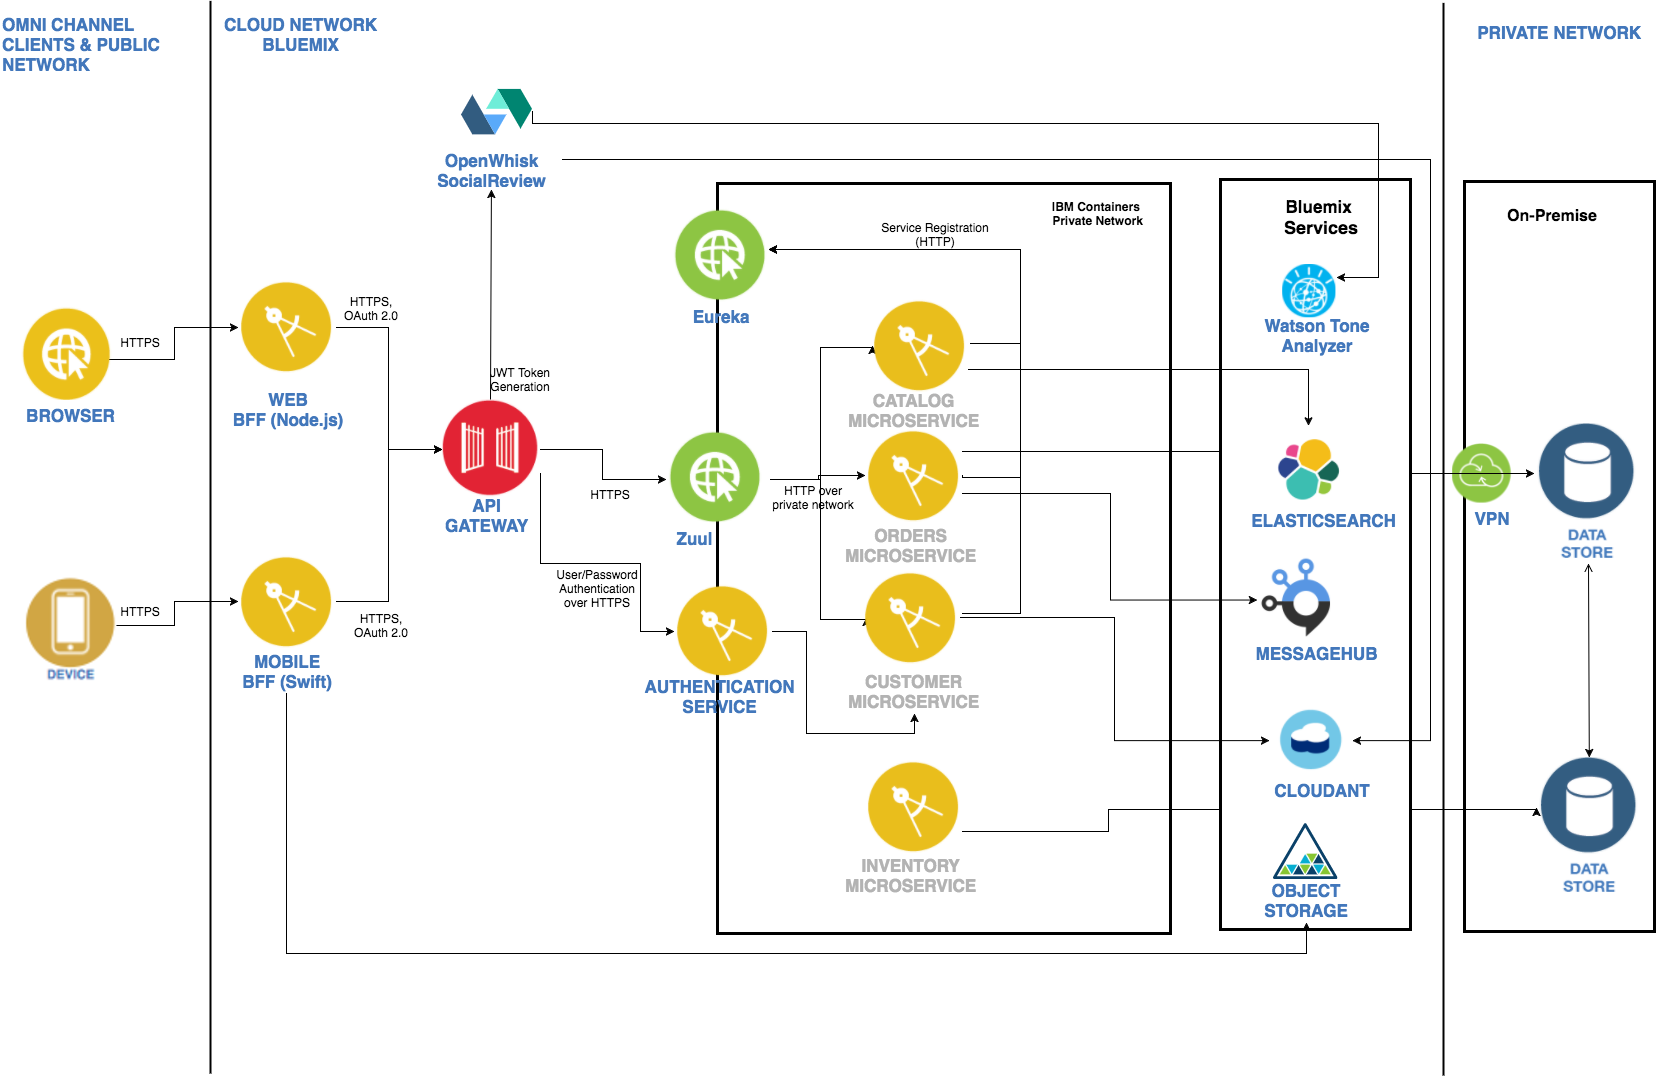 OMNI CHANNEL
CLIENTS & PUBLIC
NETWORK
CLOUD NETWORK
BLUEMIX
PRIVATE NETWORK
OpenWhisk
SocialReview
IBM Containers
Private Network
Bluemix
Services
On-Premise
Service Registration
(HTTP)
Eureka
Watson Tone
Analyzer
HTTPS
HTTPS,
OAuth 2.0
BROWSER
WEB
BFF (Node.js)
JWT Token
Generation
CATALOG
MICROSERVICE
API
GATEWAY
HTTPS
Zuul
HTTP over
private network
ORDERS
MICROSERVICE
ELASTICSEARCH
VPN
DATA
STORE
HTTPS
DEVICE
MOBILE
BFF (Swift)
HTTPS,
OAuth 2.0
User/Password
Authentication
over HTTPS
AUTHENTICATION
SERVICE
CUSTOMER
MICROSERVICE
MESSAGEHUB
CLOUDANT
INVENTORY
MICROSERVICE
OBJECT
STORAGE
DATA
STORE